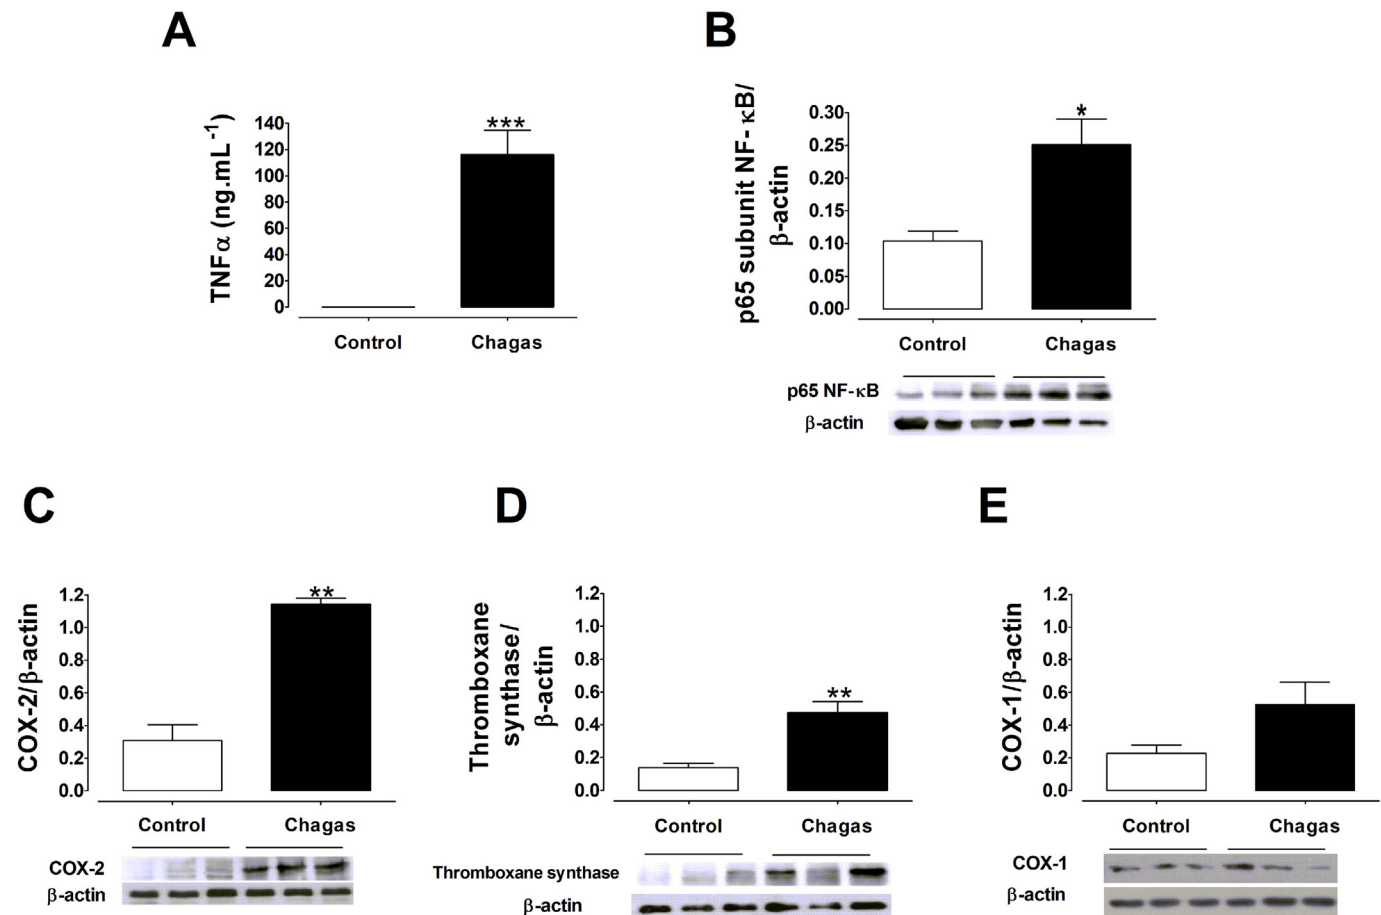 A
TNFα (ng.mL-1)
140
120
100
80
60
40
20
0
***
Control
Chagas
B
p65 subunit NF-κB/
β-actin
0.30
0.25
0.20
0.15
0.10
0.05
0.00
*
Control
Chagas
p65 NF-κB
β-actin
C
COX-2/β-actin
1.2
1.0
0.8
0.6
0.4
0.2
0.0
**
Control
Chagas
COX-2
β-actin
D
Thromboxane
synthase/
β-actin
1.2
1.0
0.8
0.6
0.4
0.2
0.0
**
Control
Chagas
Thromboxane synthase
β-actin
E
COX-1/β-actin
1.2
1.0
0.8
0.6
0.4
0.2
0.0
Control
Chagas
COX-1
β-actin